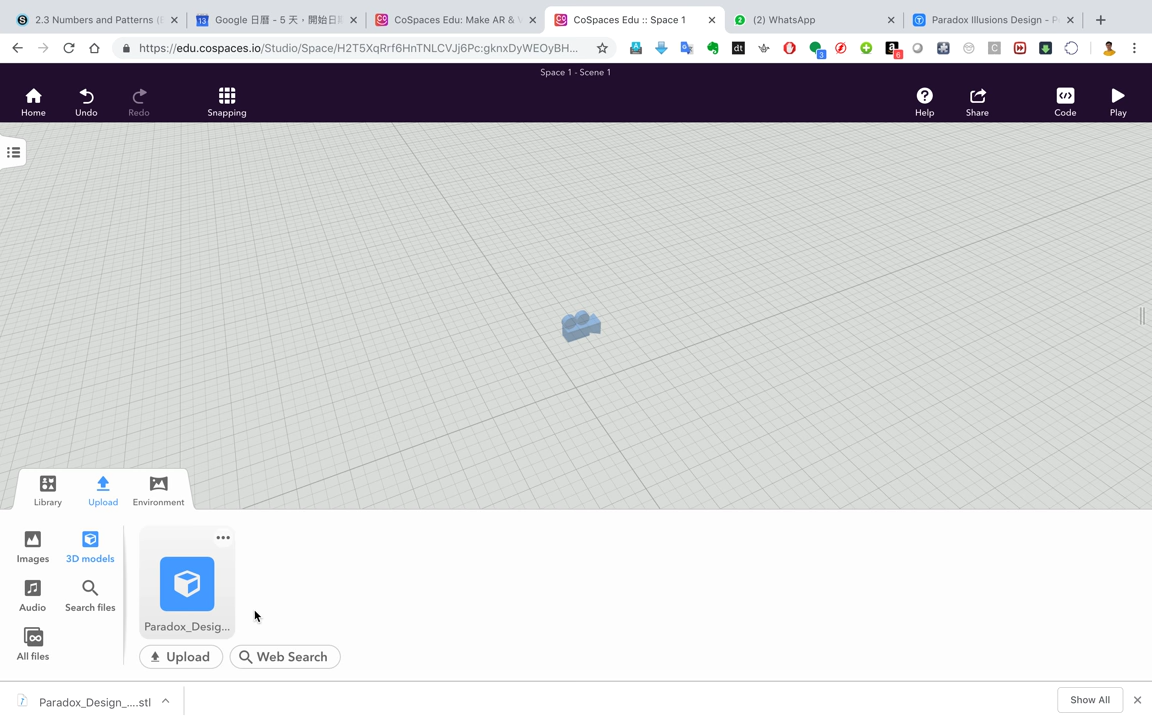 2.3 Numbers and Patterns (
Google 日曆 - 5 天，開始日
CoSpaces Edu: Make AR & V
CoSpaces Edu :: Space 1
(2) WhatsApp
Paradox Illusions Design - P
https://edu.cospaces.io/Studio/Space/H2T5XqRrf6HnTNLCVJj6Pc:gknxDyWEOyBH...
dt
3
a
6
C
Space 1 - Scene 1
Home
Undo
Redo
Snapping
Help
Share
Code
Play
Library
Upload
Environment
Images
3D models
Audio
Search files
All files
Paradox_Desig...
Upload
Web Search
Paradox_Design_....stl
Show All